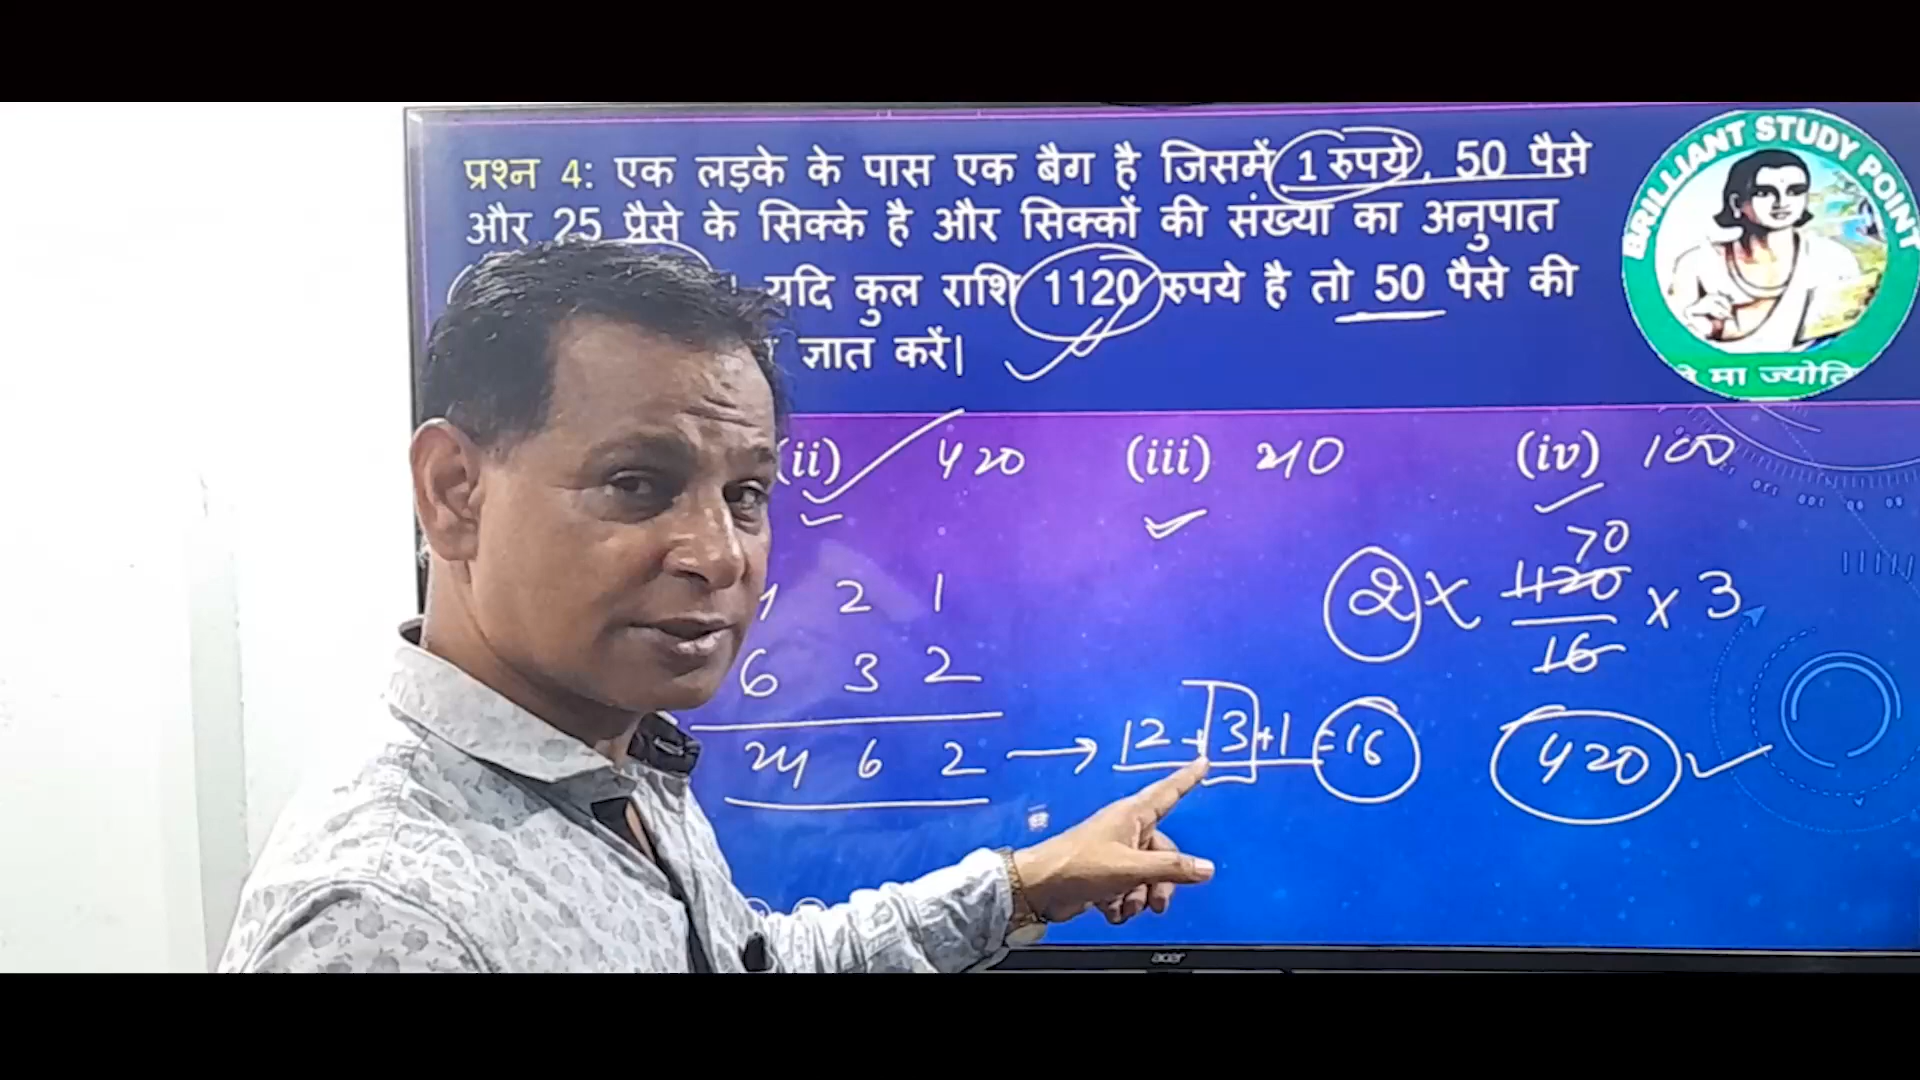 प्रश्न 4: एक लड़के के पास एक बैग है जिसमें 1 रुपये, 50 पैसे
और 25 पैसे के सिक्के है और सिक्कों की संख्या का अनुपात
यदि कुल राशि 1120 रुपये है तो 50 पैसे की
ज्ञात करें।
BRILLIANT STUDY POINT
मा ज्योति
(ii) 420 (iii) 210 (iv) 100
1 2 1
6 3 2
24 6 2 → 12+3+1=16
70
2 × 1120/16 × 3
420
acer